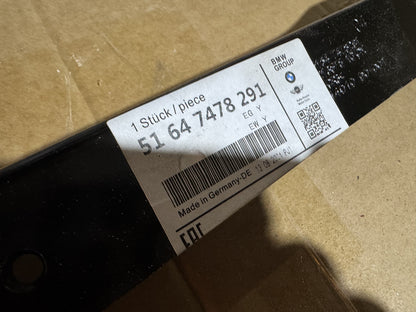 1 Stück / piece
51 64 7478 291
EG Y
EW Y
Made in Germany-DE
BMW
GROUP
EAC